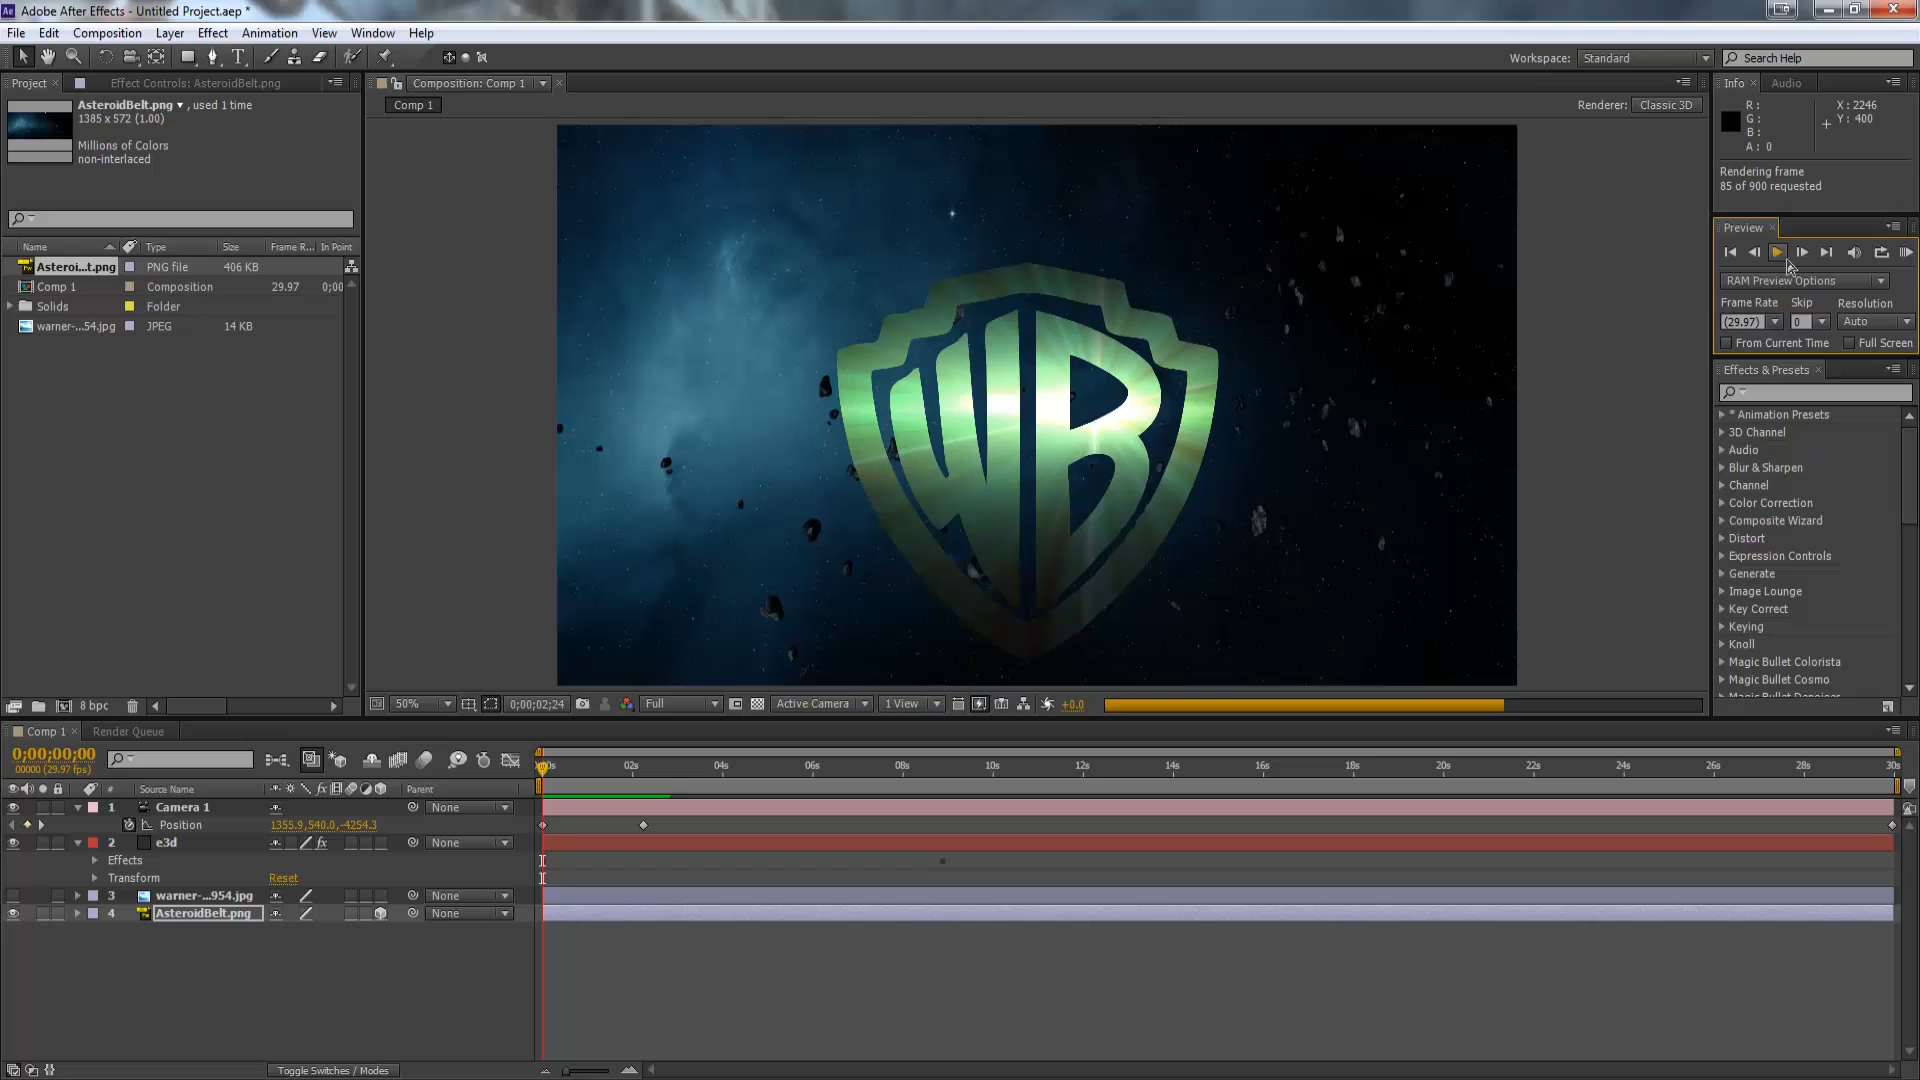 Adobe After Effects - Untitled Project.aep *
File Edit Composition Layer Effect Animation View Window Help
Workspace: Standard Search Help
Project Effect Controls: AsteroidBelt.png
Composition: Comp 1
Info Audio
AsteroidBelt.png , used 1 time
1385 x 572 (1.00)
Millions of Colors
non-interlaced
Comp 1
Renderer: Classic 3D
R:
G:
B:
A: 0
X: 2246
Y: 400
Rendering frame
85 of 900 requested
Preview
RAM Preview Options
Frame Rate Skip Resolution
(29.97) 0 Auto
From Current Time Full Screen
Name Type Size Frame R... In Point
Asteroi...t.png PNG file 406 KB
Comp 1 Composition 29.97 0;00
Solids Folder
warner-...54.jpg JPEG 14 KB
WB
Effects & Presets
* Animation Presets
3D Channel
Audio
Blur & Sharpen
Channel
Color Correction
Composite Wizard
Distort
Expression Controls
Generate
Image Lounge
Key Correct
Keying
Knoll
Magic Bullet Colorista
Magic Bullet Cosmo
Magic Bullet Denoiser
8 bpc
50% 0;00;02;24 Full Active Camera 1 View +0.0
Comp 1 Render Queue
0;00;00;00
00000 (29.97 fps)
00s 02s 04s 06s 08s 10s 12s 14s 16s 18s 20s 22s 24s 26s 28s 30s
# Source Name fx Parent
1 Camera 1 None
Position 1355.9,540.0,-4254.3
2 e3d fx None
Effects
Transform Reset
3 warner-...954.jpg None
4 AsteroidBelt.png None
Toggle Switches / Modes